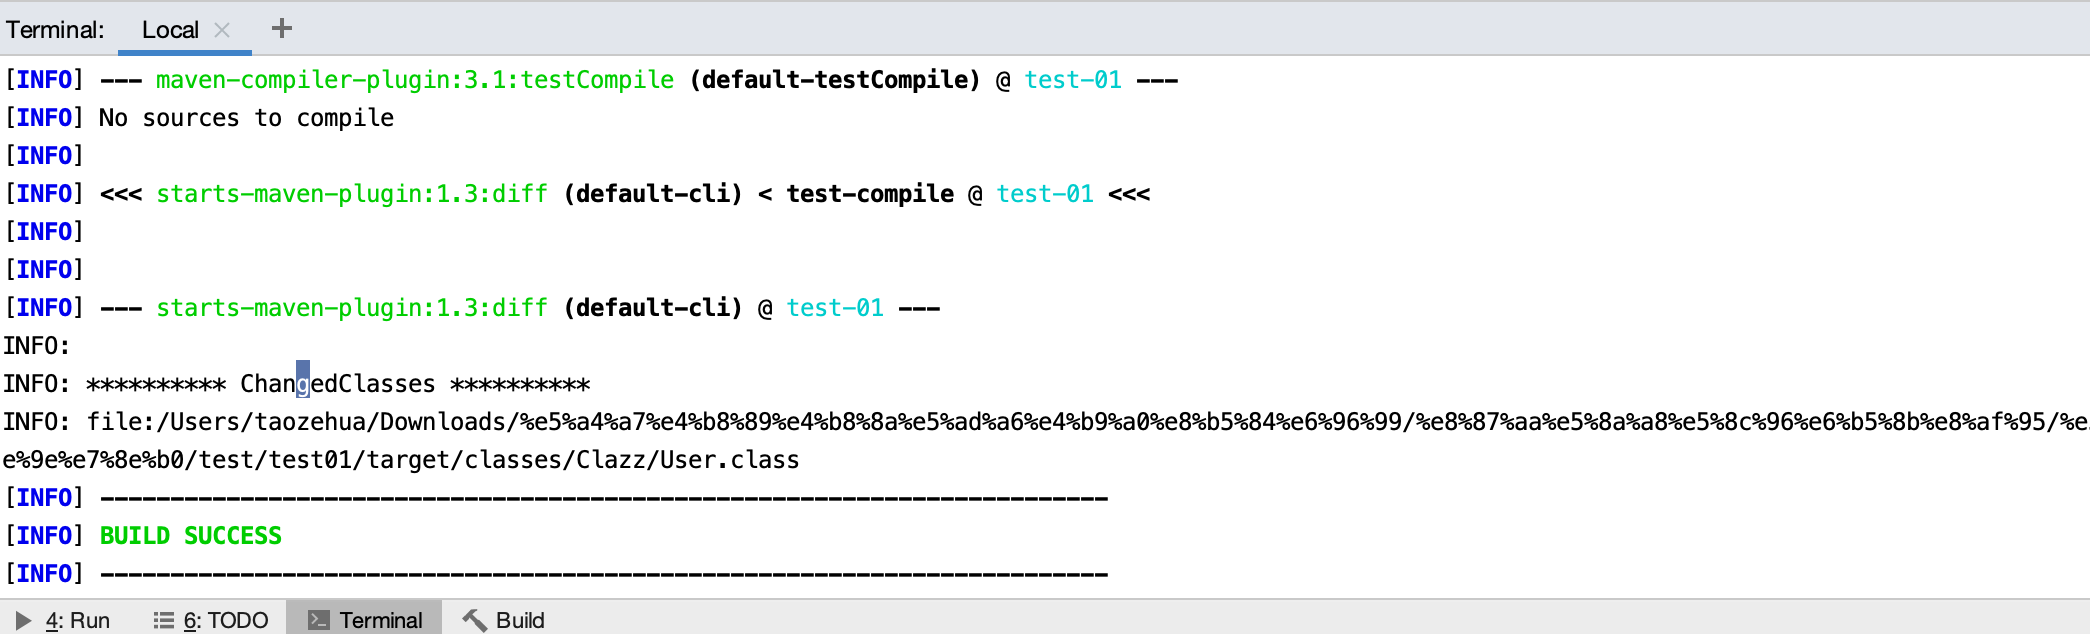 Terminal: Local × +
[INFO] --- maven-compiler-plugin:3.1:testCompile (default-testCompile) @ test-01 ---
[INFO] No sources to compile
[INFO]
[INFO] <<< starts-maven-plugin:1.3:diff (default-cli) < test-compile @ test-01 <<<
[INFO]
[INFO]
[INFO] --- starts-maven-plugin:1.3:diff (default-cli) @ test-01 ---
INFO:
INFO: ********** ChangedClasses **********
INFO: file:/Users/taozehua/Downloads/%e5%a4%a7%e4%b8%89%e4%b8%8a%e5%ad%a6%e4%b9%a0%e8%b5%84%e6%96%99/%e8%87%aa%e5%8a%a8%e5%8c%96%e6%b5%8b%e8%af%95/%e
e%9e%e7%8e%b0/test/test01/target/classes/Clazz/User.class
[INFO] ------------------------------------------------------------------------
[INFO] BUILD SUCCESS
[INFO] ------------------------------------------------------------------------
4: Run 6: TODO Terminal Build